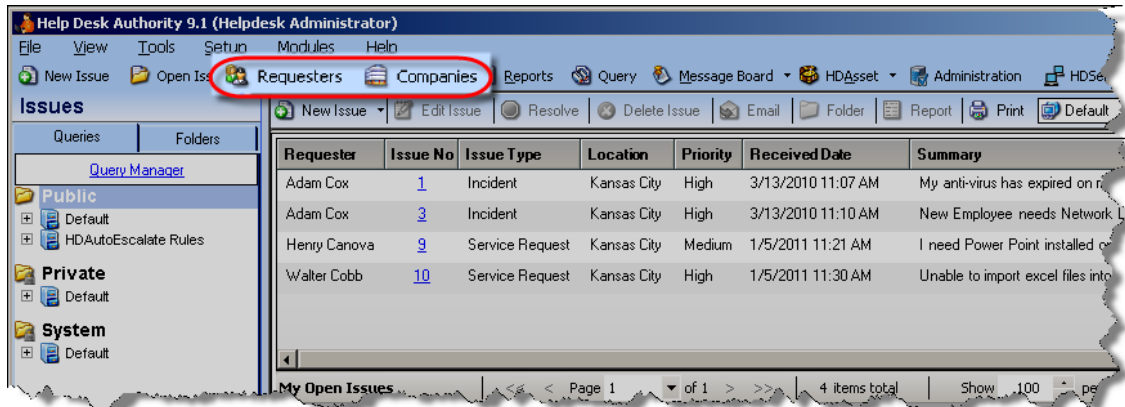 Help Desk Authority 9.1 (Helpdesk Administrator)
File View Tools Setup Modules Help
New Issue Open Requesters Companies Reports Query Message Board HDAsset Administration
Issues
New Issue Edit Issue Resolve Delete Issue Email Folder Report Print Default
Queries Folders
Query Manager
Public
Default
HDAutoEscalate Rules
Private
Default
System
Default
Requester Issue No Issue Type Location Priority Received Date Summary
Adam Cox 1 Incident Kansas City High 3/13/2010 11:07 AM My anti-virus has expired on
Adam Cox 3 Incident Kansas City High 3/13/2010 11:10 AM New Employee needs Network
Henry Canova 9 Service Request Kansas City Medium 1/5/2011 11:21 AM I need Power Point installed
Walter Cobb 10 Service Request Kansas City High 1/5/2011 11:30 AM Unable to import excel files into
My Open Issues << < Page 1 of 1 > >> 4 items total Show 100